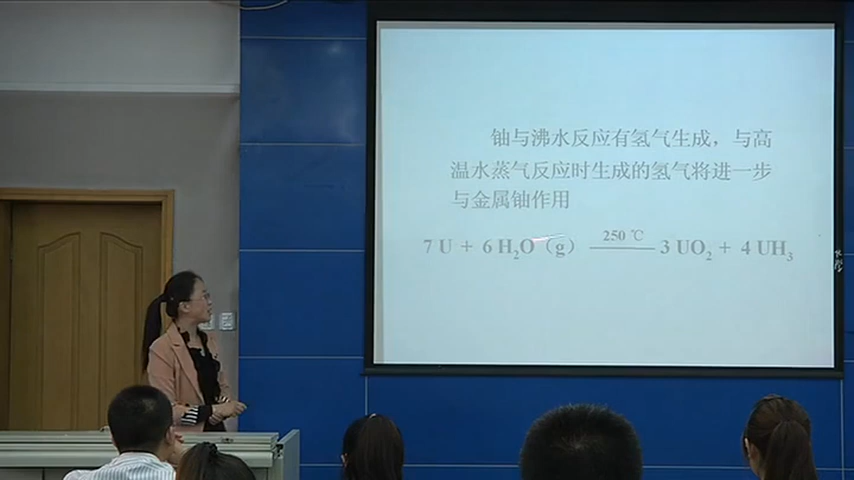 铀与沸水反应有氢气生成，与高
温水蒸气反应时生成的氢气将进一步
与金属铀作用
7 U + 6 H₂O（g） 250 ℃ 3 UO₂ + 4 UH₃